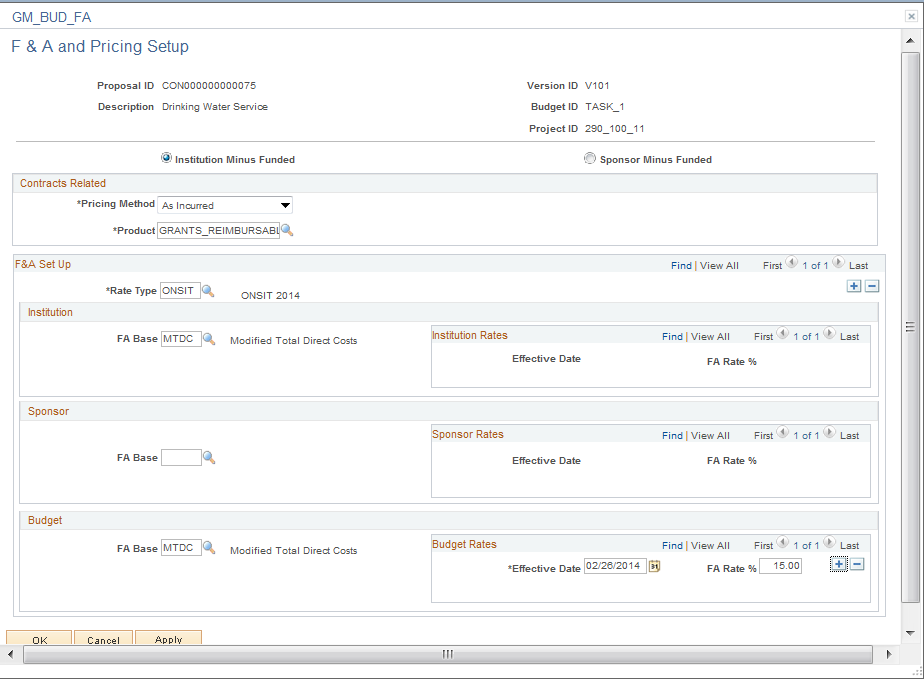 GM_BUD_FA
F & A and Pricing Setup
Proposal ID CON000000000075 Version ID V101
Description Drinking Water Service Budget ID TASK_1
Project ID 290_100_11
Institution Minus Funded Sponsor Minus Funded
Contracts Related
*Pricing Method As Incurred
*Product GRANTS_REIMBURSABL
F&A Set Up Find | View All First 1 of 1 Last
*Rate Type ONSIT ONSIT 2014
Institution
FA Base MTDC Modified Total Direct Costs
Institution Rates Find | View All First 1 of 1 Last
Effective Date FA Rate %
Sponsor
Sponsor Rates Find | View All First 1 of 1 Last
FA Base Effective Date FA Rate %
Budget
FA Base MTDC Modified Total Direct Costs
Budget Rates Find | View All First 1 of 1 Last
*Effective Date 02/26/2014 31 FA Rate % 15.00
OK Cancel Apply